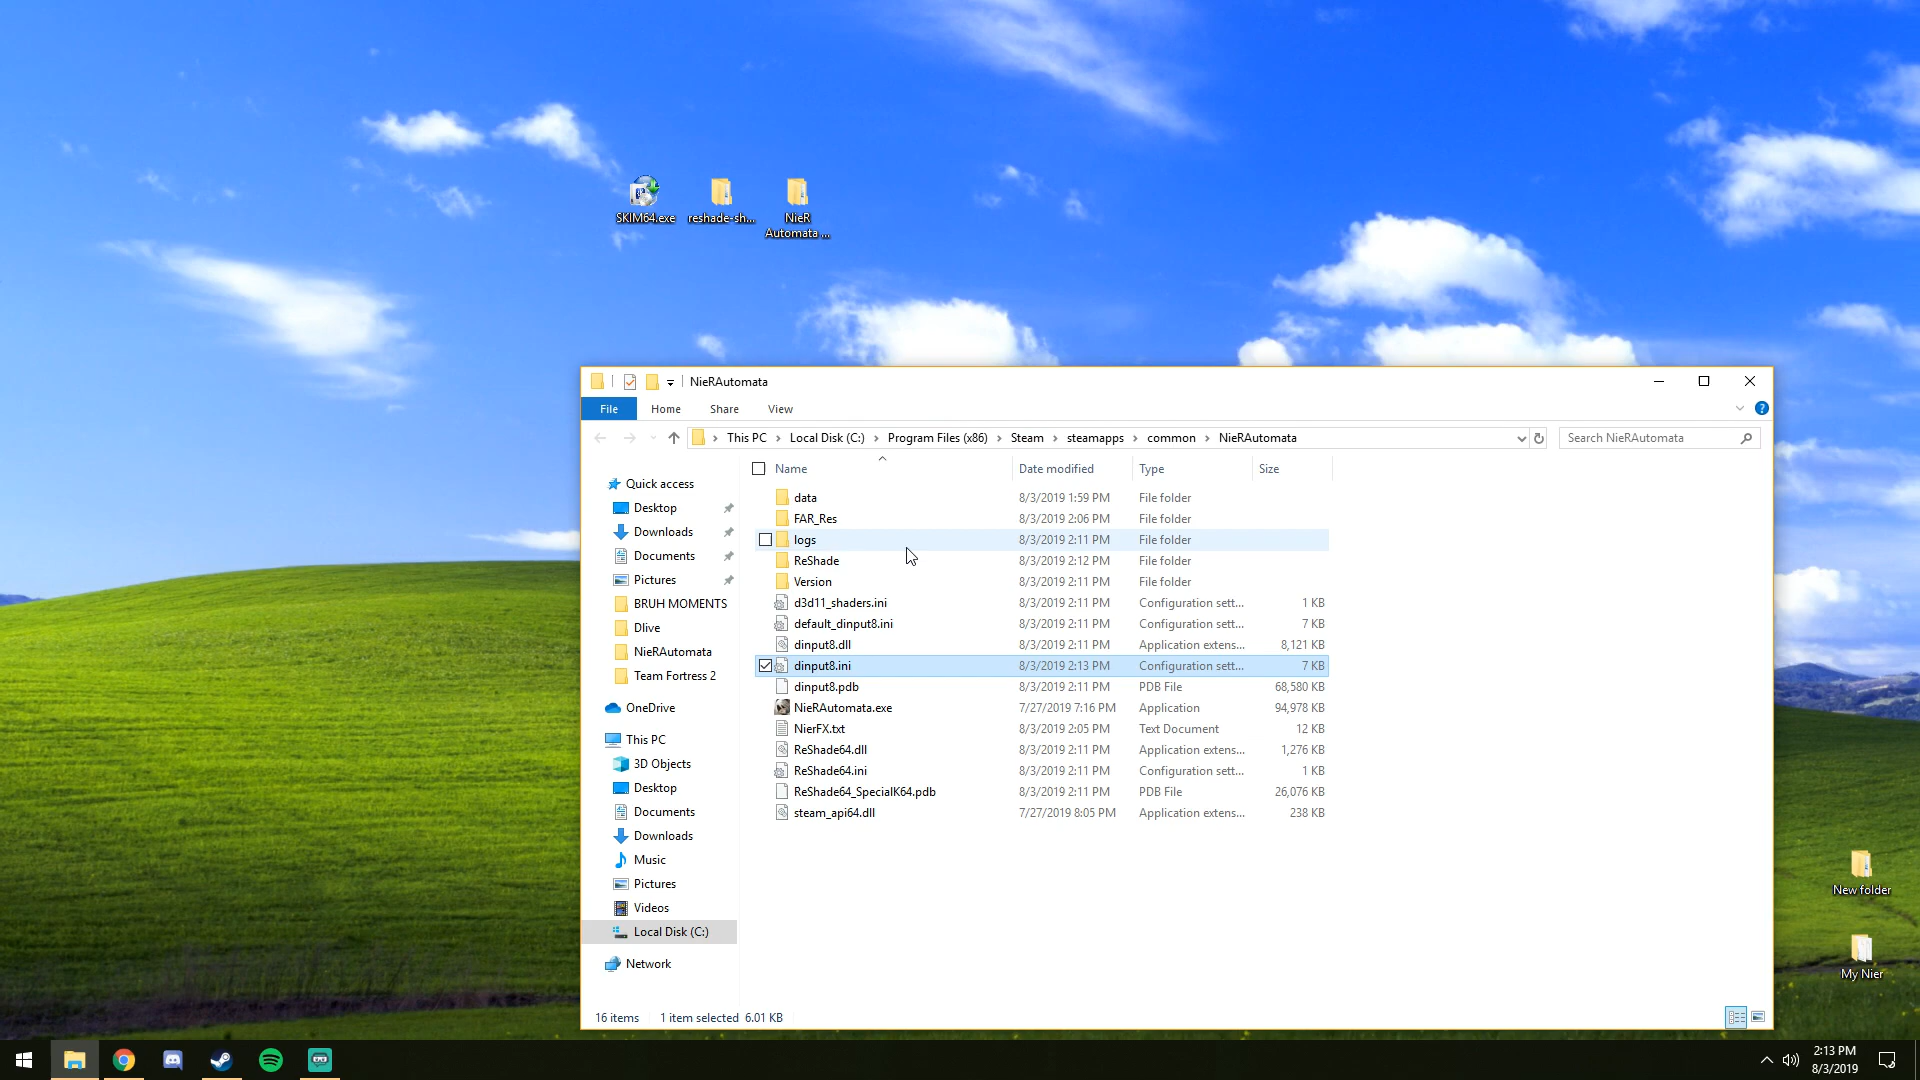 SKIM64.exe
reshade-sh...
NieR
Automata ...
NieRAutomata
File Home Share View
This PC Local Disk (C:) Program Files (x86) Steam steamapps common NieRAutomata
Search NieRAutomata
Name Date modified Type Size
Quick access
Desktop
Downloads
Documents
Pictures
BRUH MOMENTS
Dlive
NieRAutomata
Team Fortress 2
OneDrive
This PC
3D Objects
Desktop
Documents
Downloads
Music
Pictures
Videos
Local Disk (C:)
Network
data 8/3/2019 1:59 PM File folder
FAR_Res 8/3/2019 2:06 PM File folder
logs 8/3/2019 2:11 PM File folder
ReShade 8/3/2019 2:12 PM File folder
Version 8/3/2019 2:11 PM File folder
d3d11_shaders.ini 8/3/2019 2:11 PM Configuration sett... 1 KB
default_dinput8.ini 8/3/2019 2:11 PM Configuration sett... 7 KB
dinput8.dll 8/3/2019 2:11 PM Application extens... 8,121 KB
dinput8.ini 8/3/2019 2:13 PM Configuration sett... 7 KB
dinput8.pdb 8/3/2019 2:11 PM PDB File 68,580 KB
NieRAutomata.exe 7/27/2019 7:16 PM Application 94,978 KB
NierFX.txt 8/3/2019 2:05 PM Text Document 12 KB
ReShade64.dll 8/3/2019 2:11 PM Application extens... 1,276 KB
ReShade64.ini 8/3/2019 2:11 PM Configuration sett... 1 KB
ReShade64_SpecialK64.pdb 8/3/2019 2:11 PM PDB File 26,076 KB
steam_api64.dll 7/27/2019 8:05 PM Application extens... 238 KB
16 items 1 item selected 6.01 KB
New folder
My Nier
2:13 PM
8/3/2019